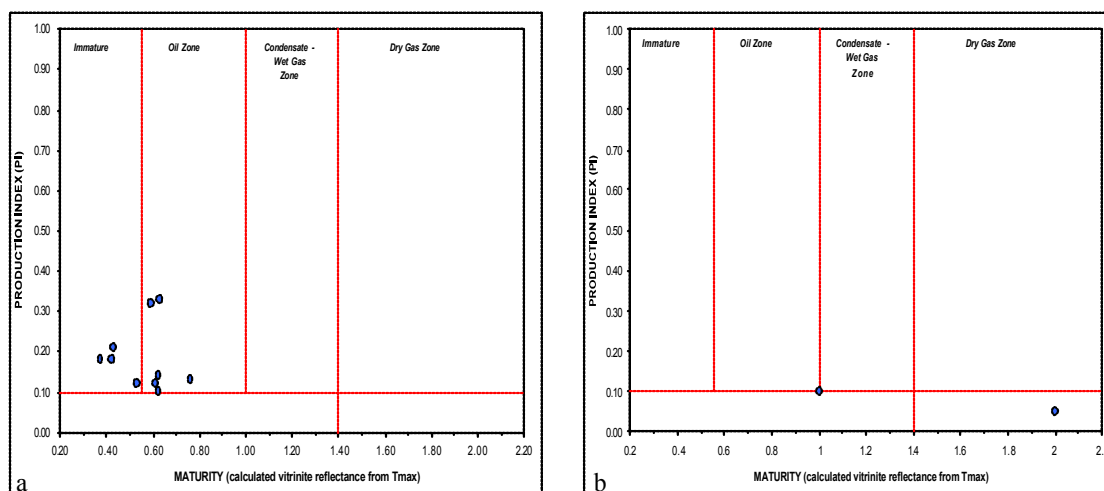 PRODUCTION INDEX (PI)
1.00
0.90
0.80
0.70
0.60
0.50
0.40
0.30
0.20
0.10
0.00
Immature
Oil Zone
Condensate -
Wet Gas
Zone
Dry Gas Zone
0.20 0.40 0.60 0.80 1.00 1.20 1.40 1.60 1.80 2.00 2.20
MATURITY (calculated vitrinite reflectance from Tmax)
a
PRODUCTION INDEX (PI)
1.00
0.90
0.80
0.70
0.60
0.50
0.40
0.30
0.20
0.10
0.00
Immature
Oil Zone
Condensate -
Wet Gas
Zone
Dry Gas Zone
0.2 0.4 0.6 0.8 1 1.2 1.4 1.6 1.8 2 2.
MATURITY (calculated vitrinite reflectance from Tmax)
b